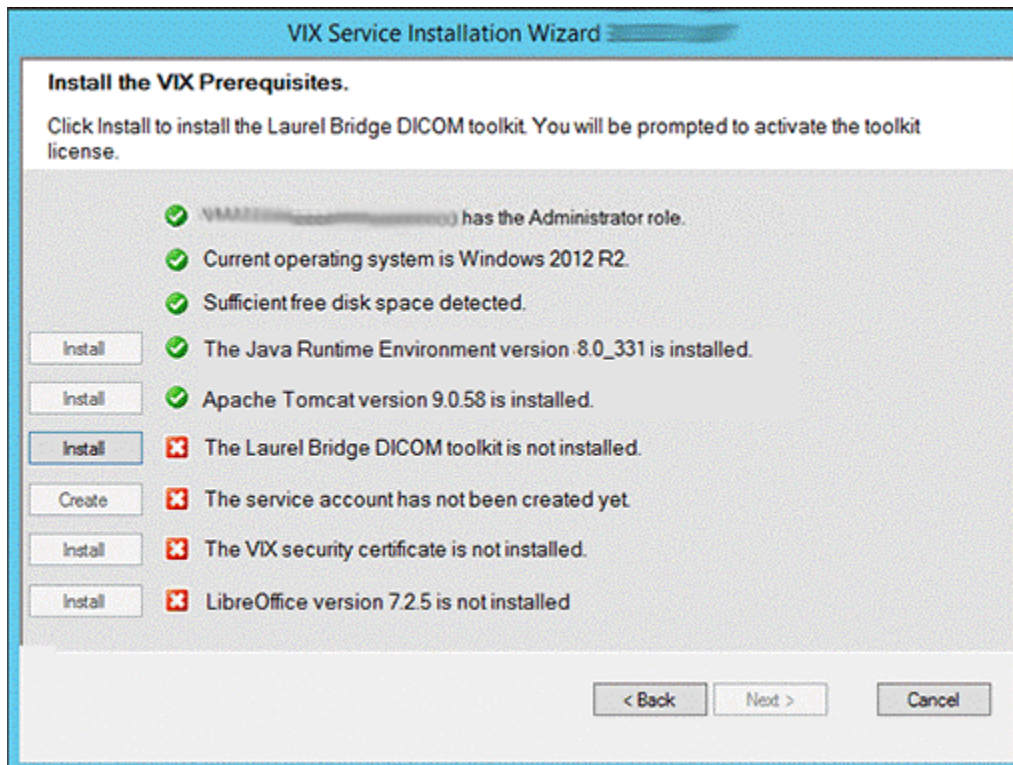 VIX Service Installation Wizard
Install the VIX Prerequisites.
Click Install to install the Laurel Bridge DICOM toolkit. You will be prompted to activate the toolkit
license.
has the Administrator role.
Current operating system is Windows 2012 R2.
Sufficient free disk space detected.
Install The Java Runtime Environment version 8.0_331 is installed.
Install Apache Tomcat version 9.0.58 is installed.
Install The Laurel Bridge DICOM toolkit is not installed.
Create The service account has not been created yet.
Install The VIX security certificate is not installed.
Install LibreOffice version 7.2.5 is not installed
< Back Next > Cancel